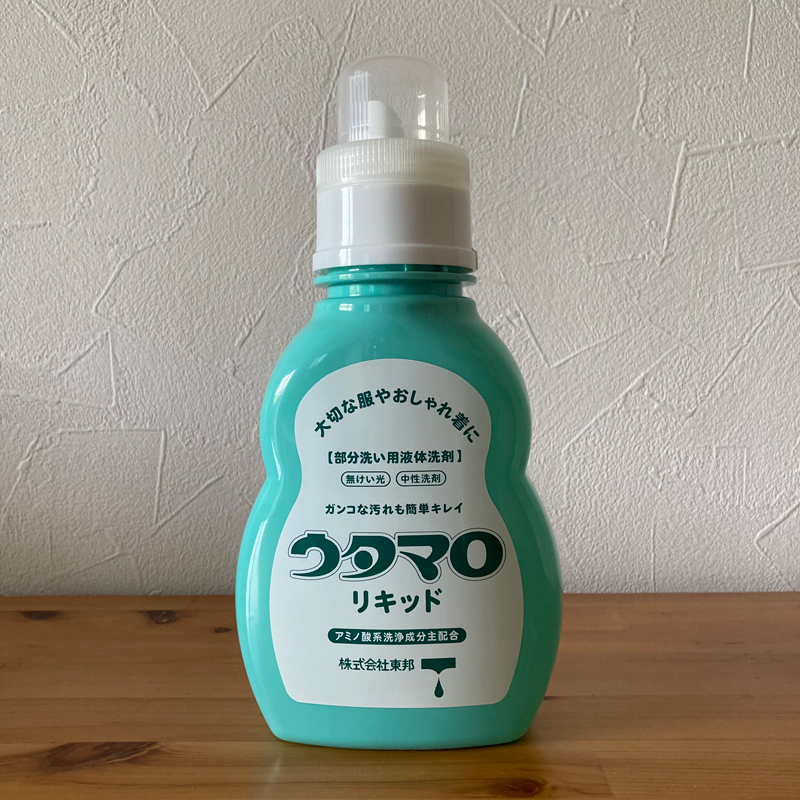 大切な服やおしゃれ着に
【部分洗い用液体洗剤】
無けい光 中性洗剤
ガンコな汚れも簡単キレイ
ウタマロ
リキッド
アミノ酸系洗浄成分主配合
株式会社東邦